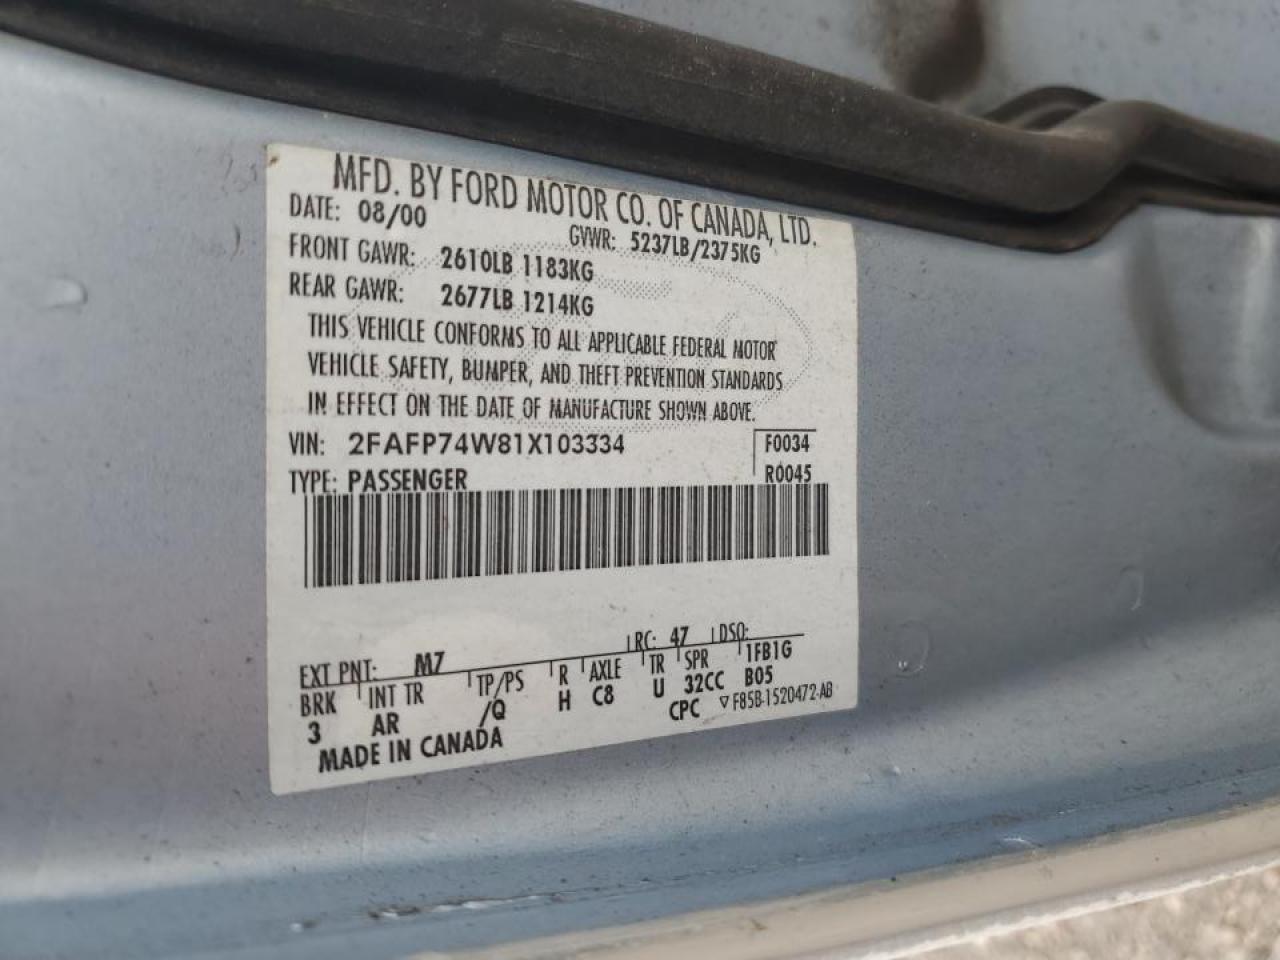 MFD. BY FORD MOTOR CO. OF CANADA, LTD.
DATE: 08/00 GVWR: 5237LB/2375KG
FRONT GAWR: 2610LB 1183KG
REAR GAWR: 2677LB 1214KG
THIS VEHICLE CONFORMS TO ALL APPLICABLE FEDERAL MOTOR
VEHICLE SAFETY, BUMPER, AND THEFT PREVENTION STANDARDS
IN EFFECT ON THE DATE OF MANUFACTURE SHOWN ABOVE.
VIN: 2FAFP74W81X103334 F0034
TYPE: PASSENGER R0045
EXT PNT: M7 RC: 47 DSO:
BRK INT TR TP/PS R AXLE TR SPR 1FB1G
3 AR /Q H C8 U 32CC B05
MADE IN CANADA CPC ▽ F85B-1520472-AB